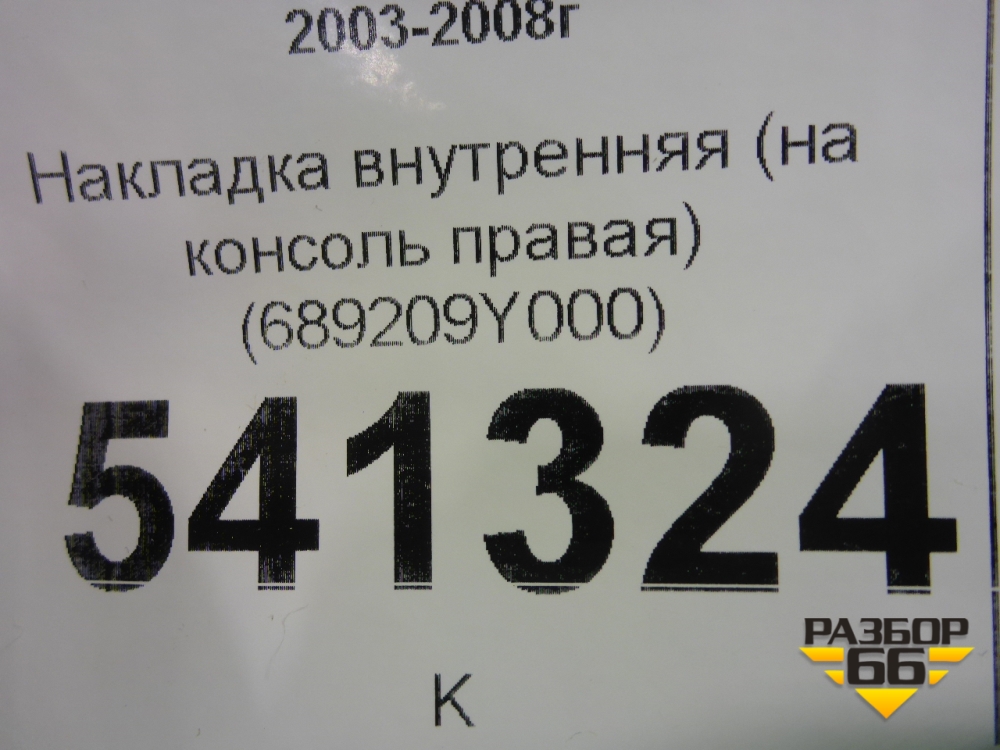 2003-2008г
Накладка внутренняя (на
консоль правая)
(689209Y000)
541324
РАЗБОР
66
К